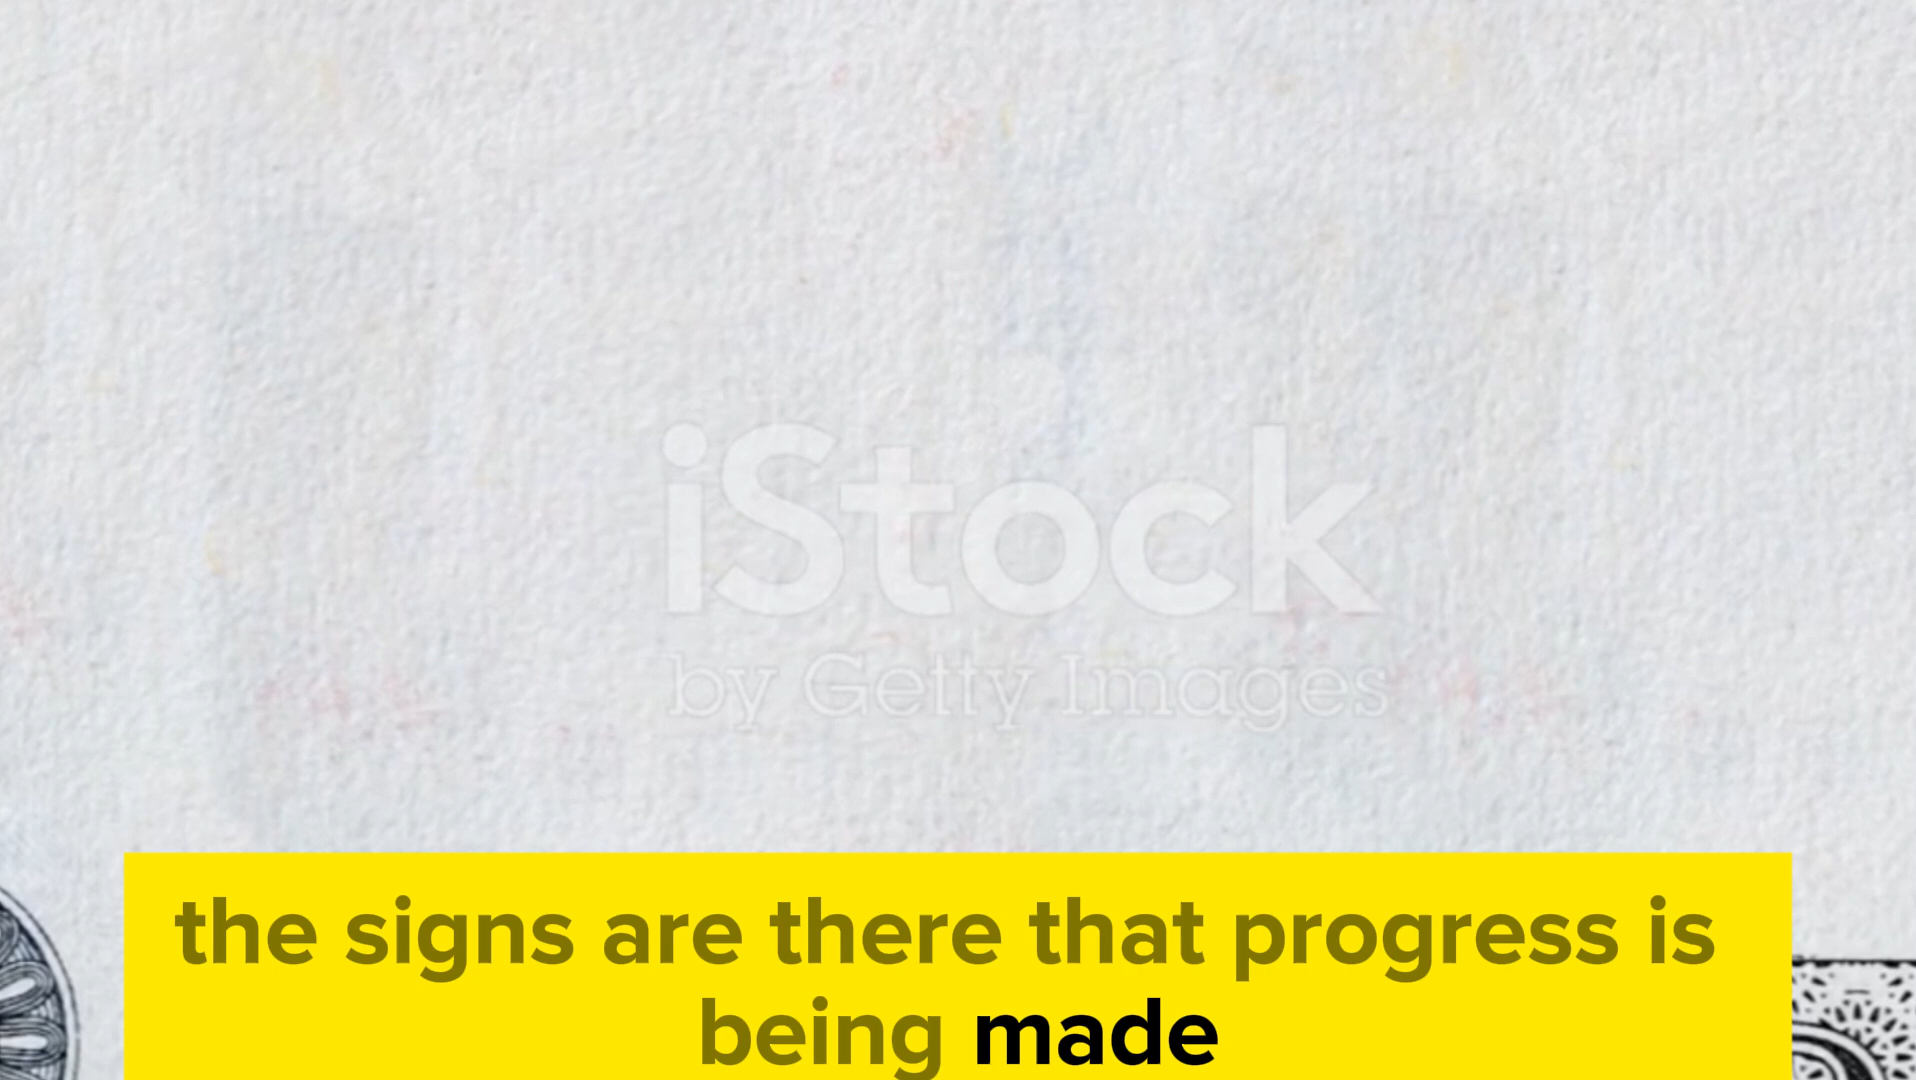 iStock
by Getty Images
the signs are there that progress is
being made